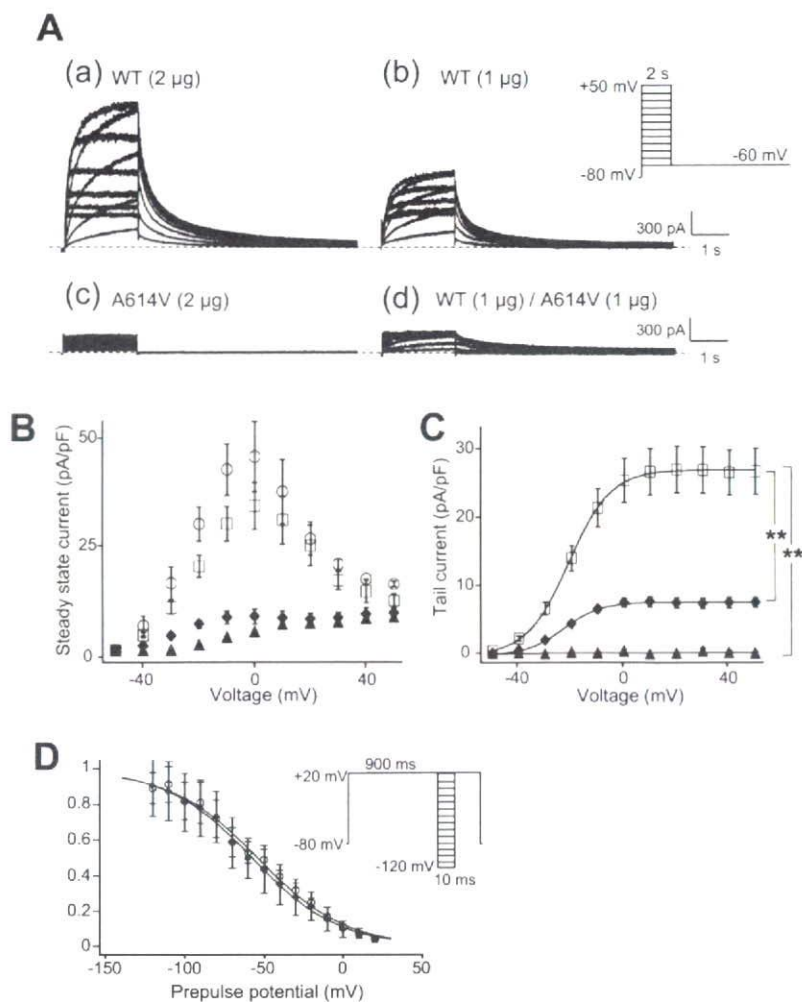 A
(a) WT (2 µg)
(b) WT (1 µg)
2 s
+50 mV
-60 mV
-80 mV
300 pA
1 s
(c) A614V (2 µg)
(d) WT (1 µg) / A614V (1 µg)
300 pA
1 s
B
Steady state current (pA/pF)
50
25
0
-40
0
40
Voltage (mV)
C
Tail current (pA/pF)
30
20
10
0
-40
0
40
Voltage (mV)
**
**
D
1
0.8
0.6
0.4
0.2
0
-150
-100
-50
0
50
Prepulse potential (mV)
900 ms
+20 mV
-80 mV
-120 mV
10 ms